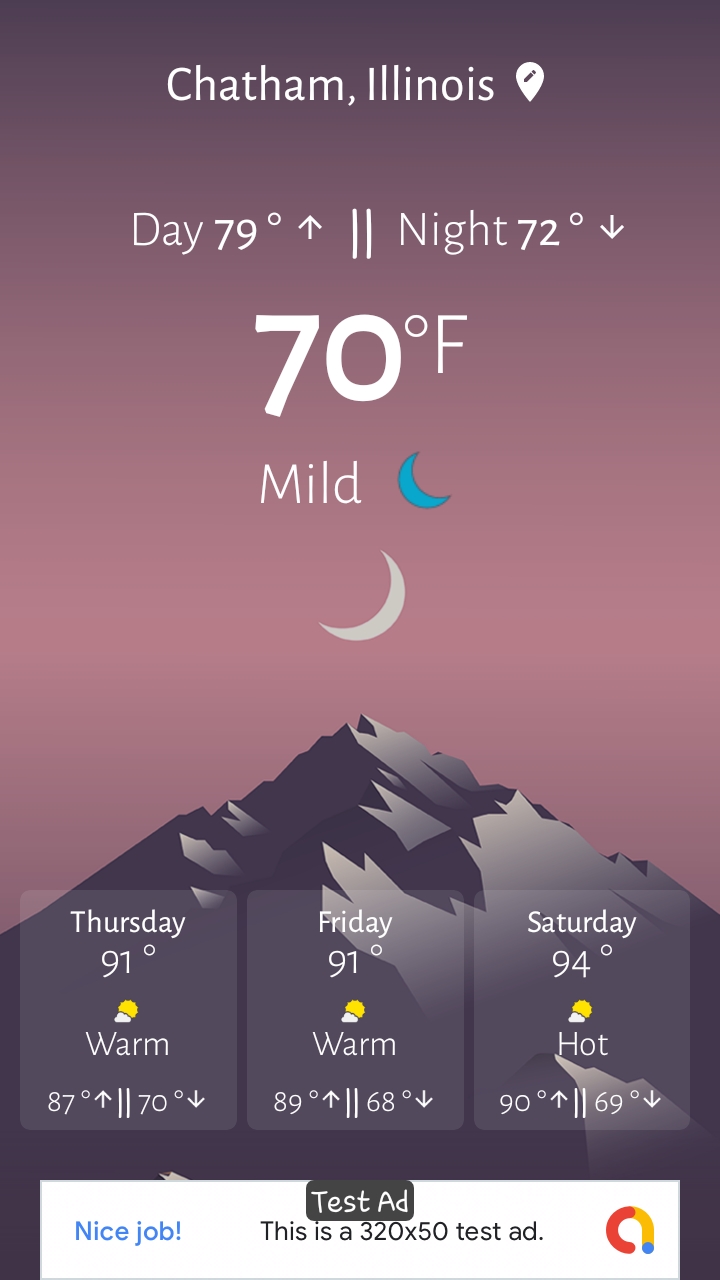 Chatham, Illinois
Day 79° ↑ || Night 72° ↓
70°F
Mild
Thursday
91°
Warm
87°↑|| 70°↓
Friday
91°
Warm
89°↑|| 68°↓
Saturday
94°
Hot
90°↑|| 69°↓
Test Ad
Nice job! This is a 320x50 test ad.